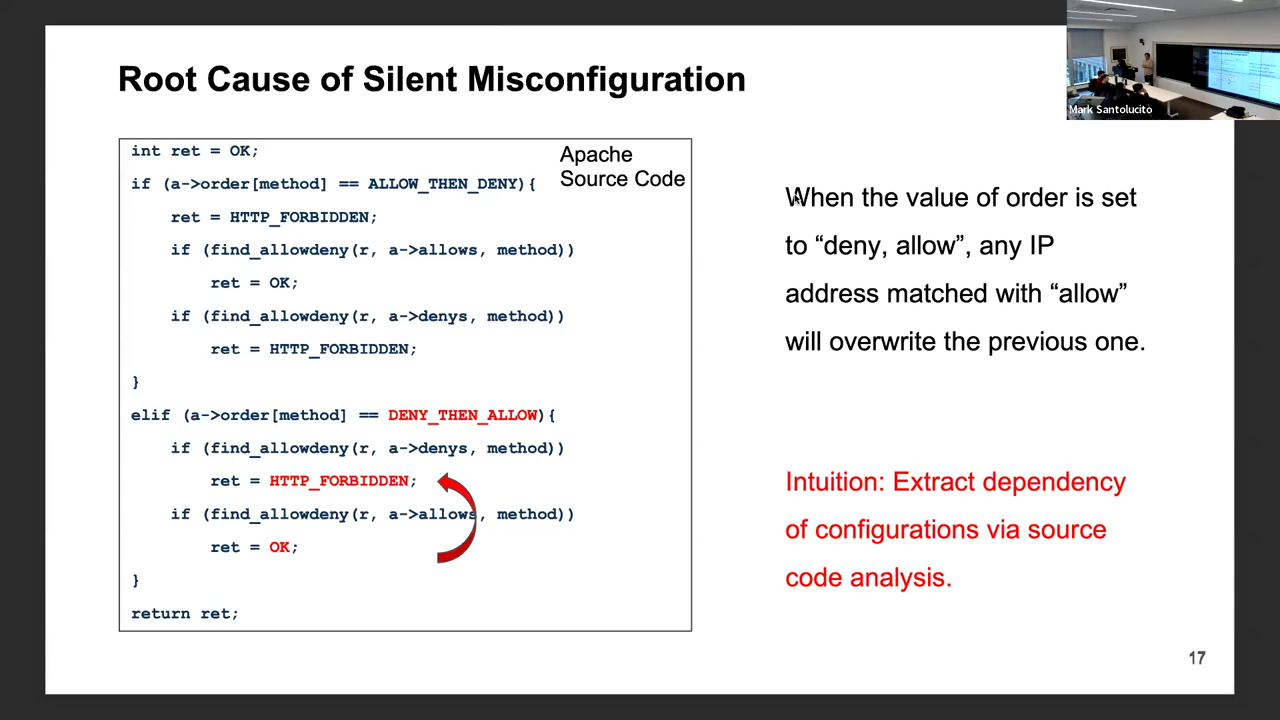 Root Cause of Silent Misconfiguration
Mark Santolucito
Apache
Source Code
int ret = OK;
if (a->order[method] == ALLOW_THEN_DENY){
ret = HTTP_FORBIDDEN;
if (find_allowdeny(r, a->allows, method))
ret = OK;
if (find_allowdeny(r, a->denys, method))
ret = HTTP_FORBIDDEN;
}
elif (a->order[method] == DENY_THEN_ALLOW){
if (find_allowdeny(r, a->denys, method))
ret = HTTP_FORBIDDEN;
if (find_allowdeny(r, a->allows, method))
ret = OK;
}
return ret;
When the value of order is set
to “deny, allow”, any IP
address matched with “allow”
will overwrite the previous one.
Intuition: Extract dependency
of configurations via source
code analysis.
17